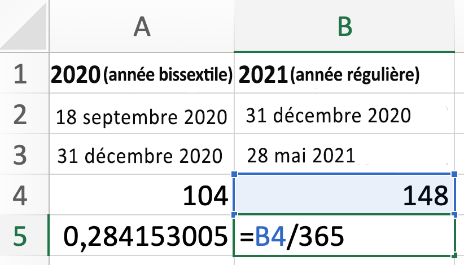 A B
1 2020 (année bissextile) 2021 (année régulière)
2 18 septembre 2020 31 décembre 2020
3 31 décembre 2020 28 mai 2021
4 104 148
5 0,284153005 =B4/365